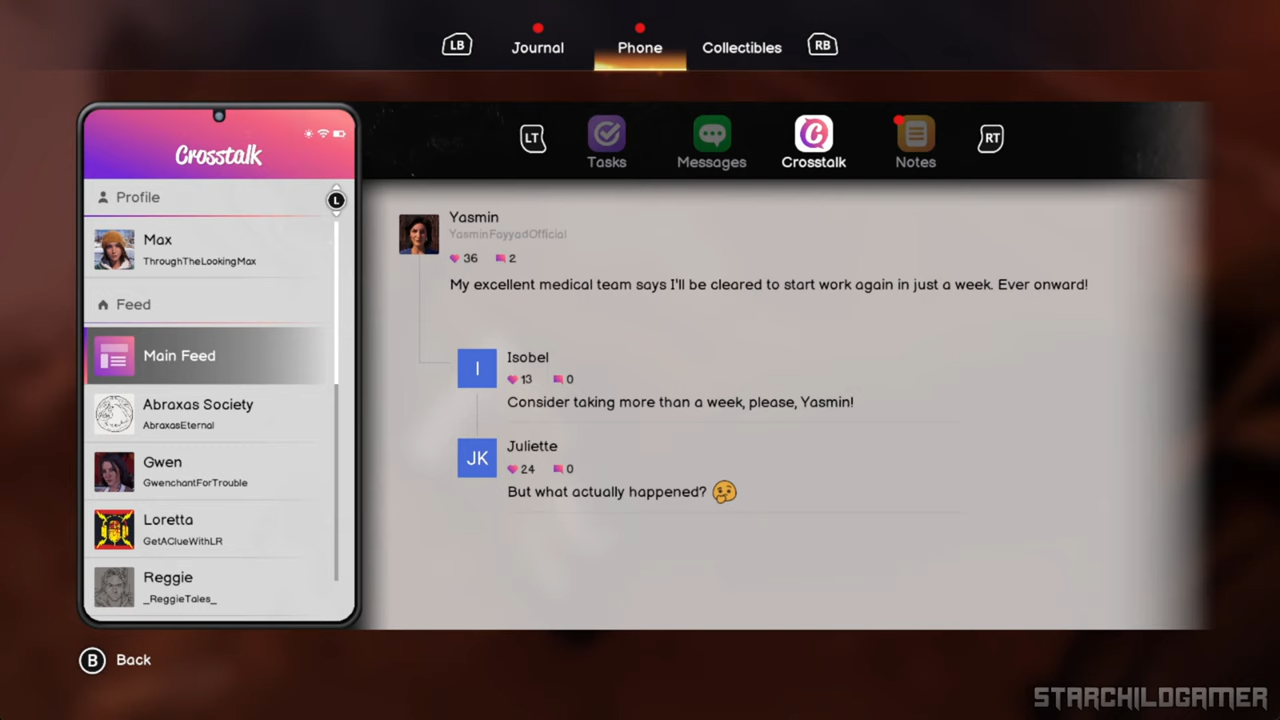 LB
Journal
Phone
Collectibles
RB
Crosstalk
Profile
L
Max
ThroughTheLookingMax
Feed
Main Feed
Abraxas Society
AbraxasEternal
Gwen
GwenchantForTrouble
Loretta
GetAClueWithLR
Reggie
_ReggieTales_
LT
Tasks
Messages
Crosstalk
Notes
RT
Yasmin
YasminFayyadOfficial
36 2
My excellent medical team says I'll be cleared to start work again in just a week. Ever onward!
I
Isobel
13 0
Consider taking more than a week, please, Yasmin!
JK
Juliette
24 0
But what actually happened? 🤔
B Back
STARCHILDGAMER